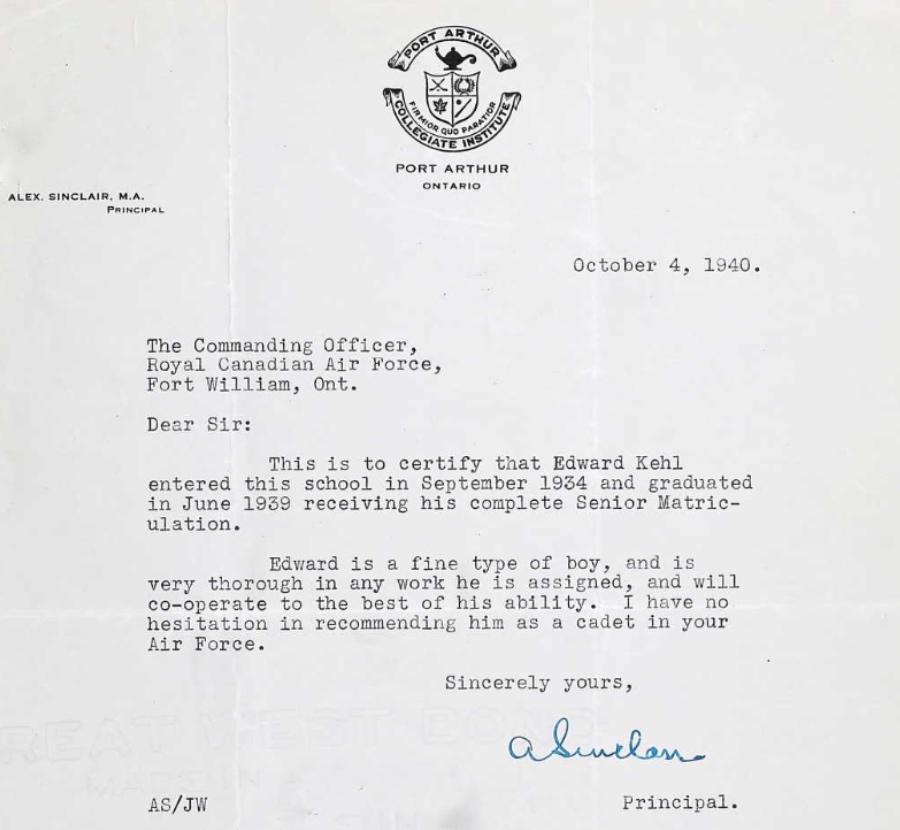 PORT ARTHUR
FIRMIOR QUO PARATIOR
COLLEGIATE INSTITUTE
PORT ARTHUR
ONTARIO
ALEX. SINCLAIR, M.A.
PRINCIPAL
October 4, 1940.
The Commanding Officer,
Royal Canadian Air Force,
Fort William, Ont.
Dear Sir:
This is to certify that Edward Kehl
entered this school in September 1934 and graduated
in June 1939 receiving his complete Senior Matric-
ulation.
Edward is a fine type of boy, and is
very thorough in any work he is assigned, and will
co-operate to the best of his ability. I have no
hesitation in recommending him as a cadet in your
Air Force.
Sincerely yours,
A Sinclair
AS/JW Principal.
GREAT WEST BOND
MADE IN